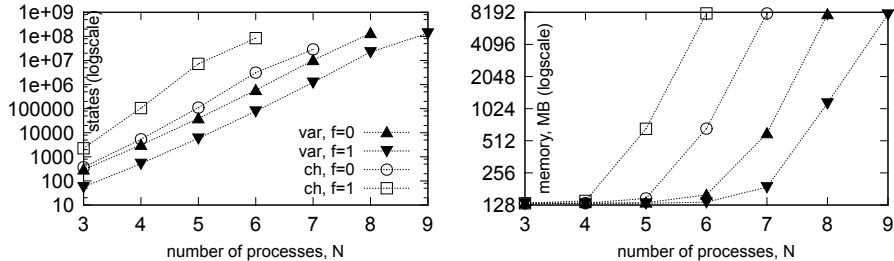 1e+09
1e+08
1e+07
1e+06
100000
10000
1000
100
10
states (logscale)
var, f=0
var, f=1
ch, f=0
ch, f=1
3 4 5 6 7 8 9
number of processes, N
8192
4096
2048
1024
512
256
128
memory, MB (logscale)
3 4 5 6 7 8 9
number of processes, N